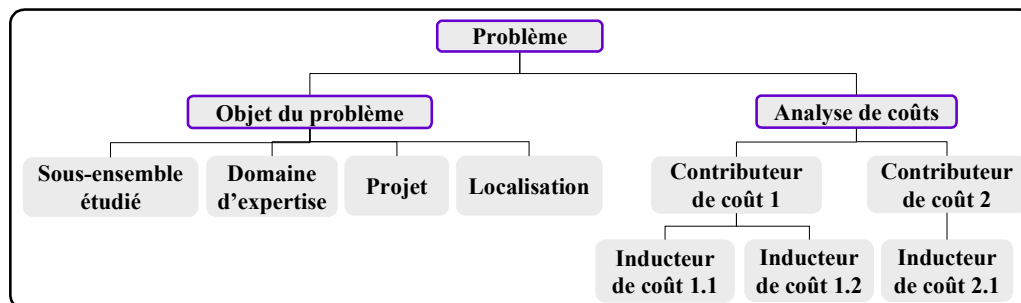 Problème
Objet du problème
Analyse de coûts
Sous-ensemble
étudié
Domaine
d’expertise
Projet
Localisation
Contributeur
de coût 1
Contributeur
de coût 2
Inducteur
de coût 1.1
Inducteur
de coût 1.2
Inducteur
de coût 2.1